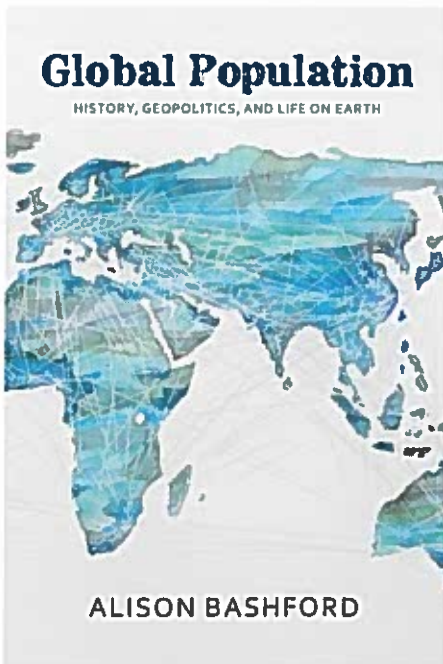 Global Population
HISTORY, GEOPOLITICS, AND LIFE ON EARTH
ALISON BASHFORD